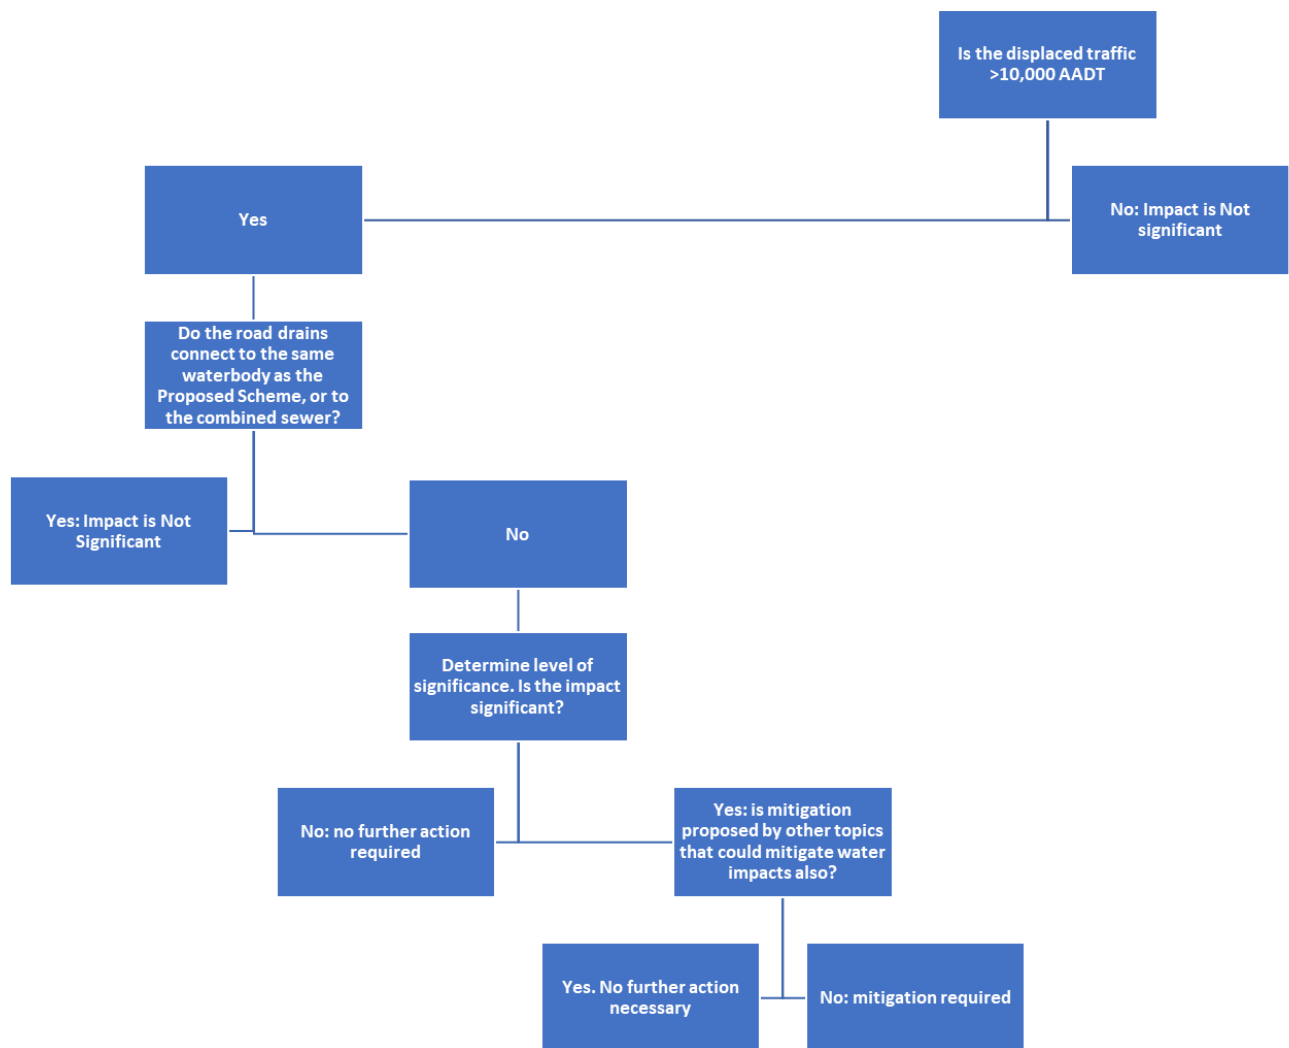 Is the displaced traffic
>10,000 AADT
Yes
No: Impact is Not
significant
Do the road drains
connect to the same
waterbody as the
Proposed Scheme, or to
the combined sewer?
Yes: Impact is Not
Significant
No
Determine level of
significance. Is the impact
significant?
No: no further action
required
Yes: is mitigation
proposed by other topics
that could mitigate water
impacts also?
Yes. No further action
necessary
No: mitigation required